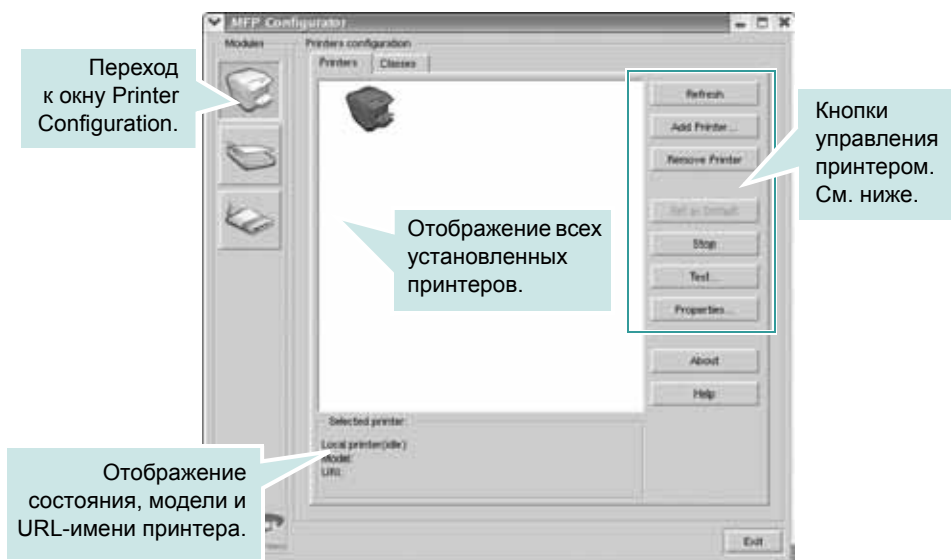 MFP Configurator
Modules
Printers configuration
Printers
Classes
Переход
к окну Printer
Configuration.
Refresh
Add Printer...
Remove Printer
Set as Default
Stop
Test...
Properties...
About
Help
Кнопки
управления
принтером.
См. ниже.
Отображение всех
установленных
принтеров.
Selected printer:
Local printer(idle)
Model:
URI:
Отображение
состояния, модели и
URL-имени принтера.
Exit